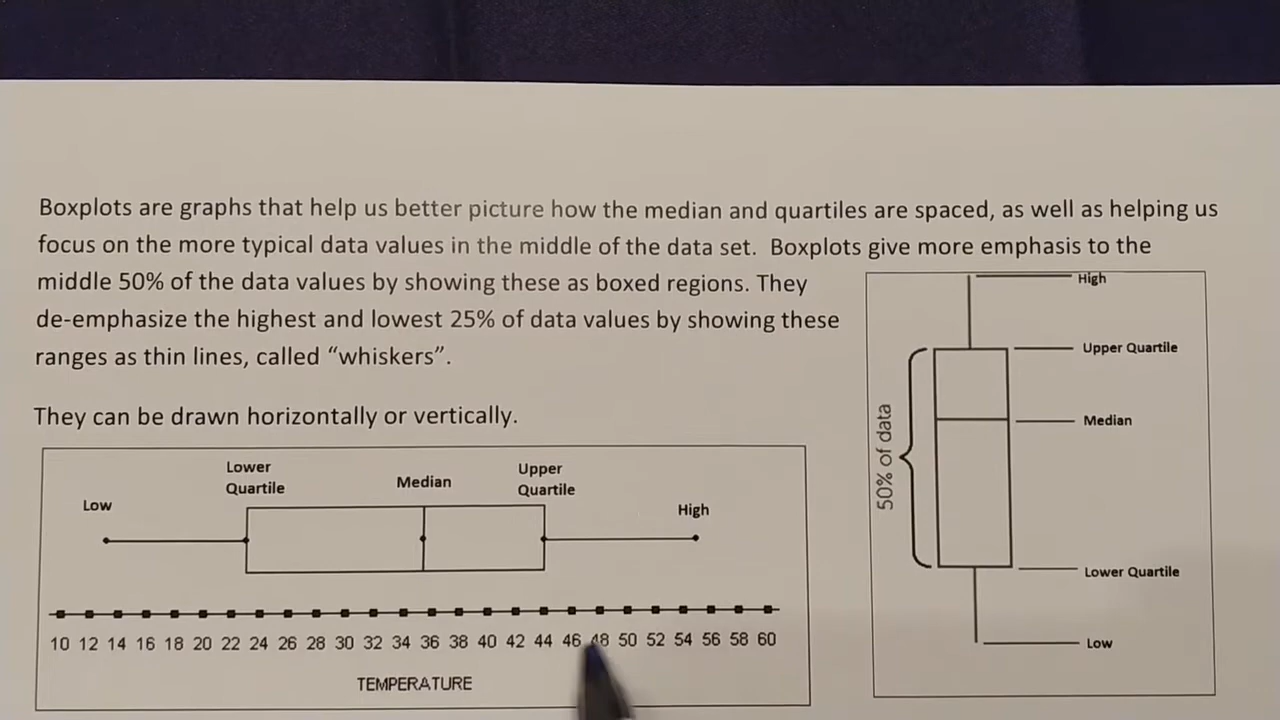 Boxplots are graphs that help us better picture how the median and quartiles are spaced, as well as helping us
focus on the more typical data values in the middle of the data set.  Boxplots give more emphasis to the
middle 50% of the data values by showing these as boxed regions. They
de-emphasize the highest and lowest 25% of data values by showing these
ranges as thin lines, called “whiskers”.
They can be drawn horizontally or vertically.
Low
Lower
Quartile
Median
Upper
Quartile
High
10 12 14 16 18 20 22 24 26 28 30 32 34 36 38 40 42 44 46 48 50 52 54 56 58 60
TEMPERATURE
High
Upper Quartile
Median
50% of data
Lower Quartile
Low